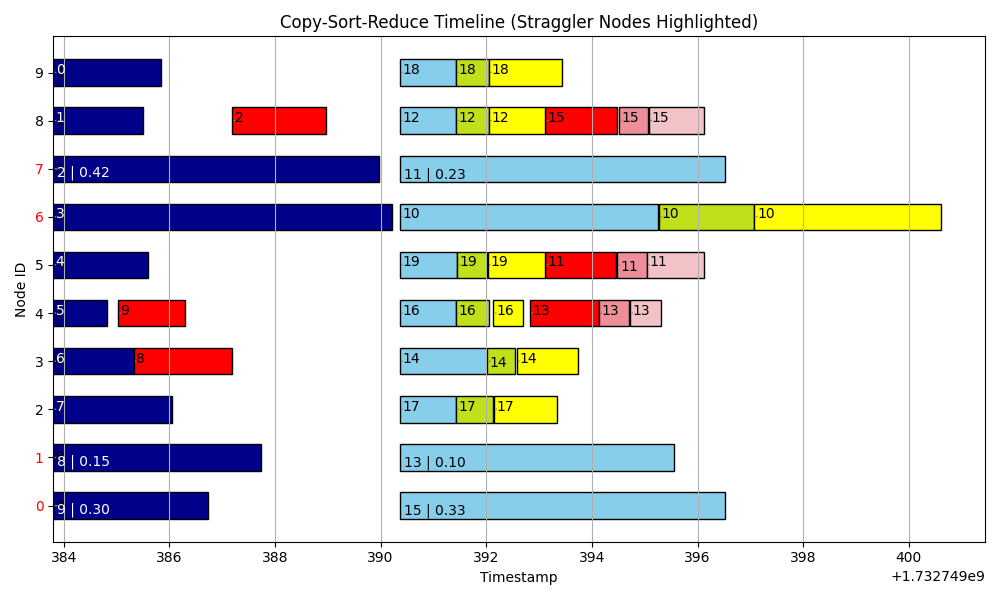 Copy-Sort-Reduce Timeline (Straggler Nodes Highlighted)
Node ID
9 0 18 18 18
8 1 2 12 12 12 15 15 15
7 2 | 0.42 11 | 0.23
6 3 10 10 10
5 4 19 19 19 11 11 11
4 5 9 16 16 16 13 13 13
3 6 8 14 14 14
2 7 17 17 17
1 8 | 0.15 13 | 0.10
0 9 | 0.30 15 | 0.33
384 386 388 390 392 394 396 398 400
+1.732749e9
Timestamp